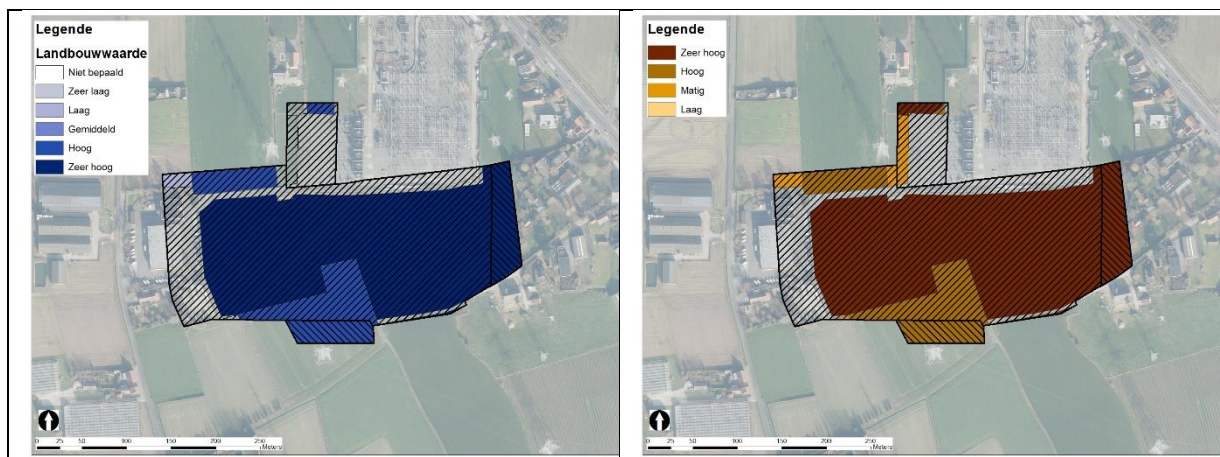 Legende
Landbouwwaarde
Niet bepaald
Zeer laag
Laag
Gemiddeld
Hoog
Zeer hoog
0 25 50 100 150 200 250
Meters
Legende
Zeer hoog
Hoog
Matig
Laag
0 25 50 100 150 200 250
Meters